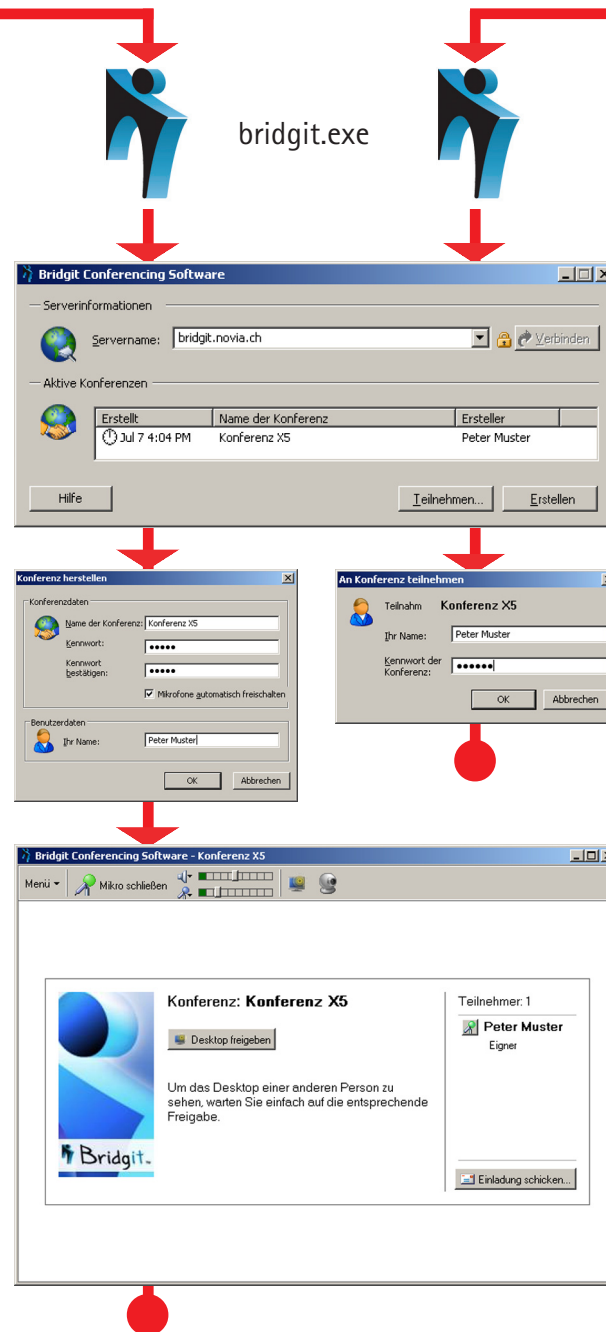 bridgit.exe
Bridgit Conferencing Software
Serverinformationen
Servername: bridgit.novia.ch Verbinden
Aktive Konferenzen
Erstellt Name der Konferenz Ersteller
Jul 7 4:04 PM Konferenz X5 Peter Muster
Hilfe Teilnehmen... Erstellen
Konferenz herstellen
Konferenzdaten
Name der Konferenz: Konferenz X5
Kennwort: •••••
Kennwort
bestätigen: •••••
Mikrofone automatisch freischalten
Benutzerdaten
Ihr Name: Peter Muster
OK Abbrechen
An Konferenz teilnehmen
Teilnahm Konferenz X5
Ihr Name: Peter Muster
Kennwort der
Konferenz: ••••••
OK Abbrechen
Bridgit Conferencing Software - Konferenz X5
Menü Mikro schließen
Konferenz: Konferenz X5
Desktop freigeben
Um das Desktop einer anderen Person zu
sehen, warten Sie einfach auf die entsprechende
Freigabe.
Bridgit
Teilnehmer: 1
Peter Muster
Eigner
Einladung schicken...